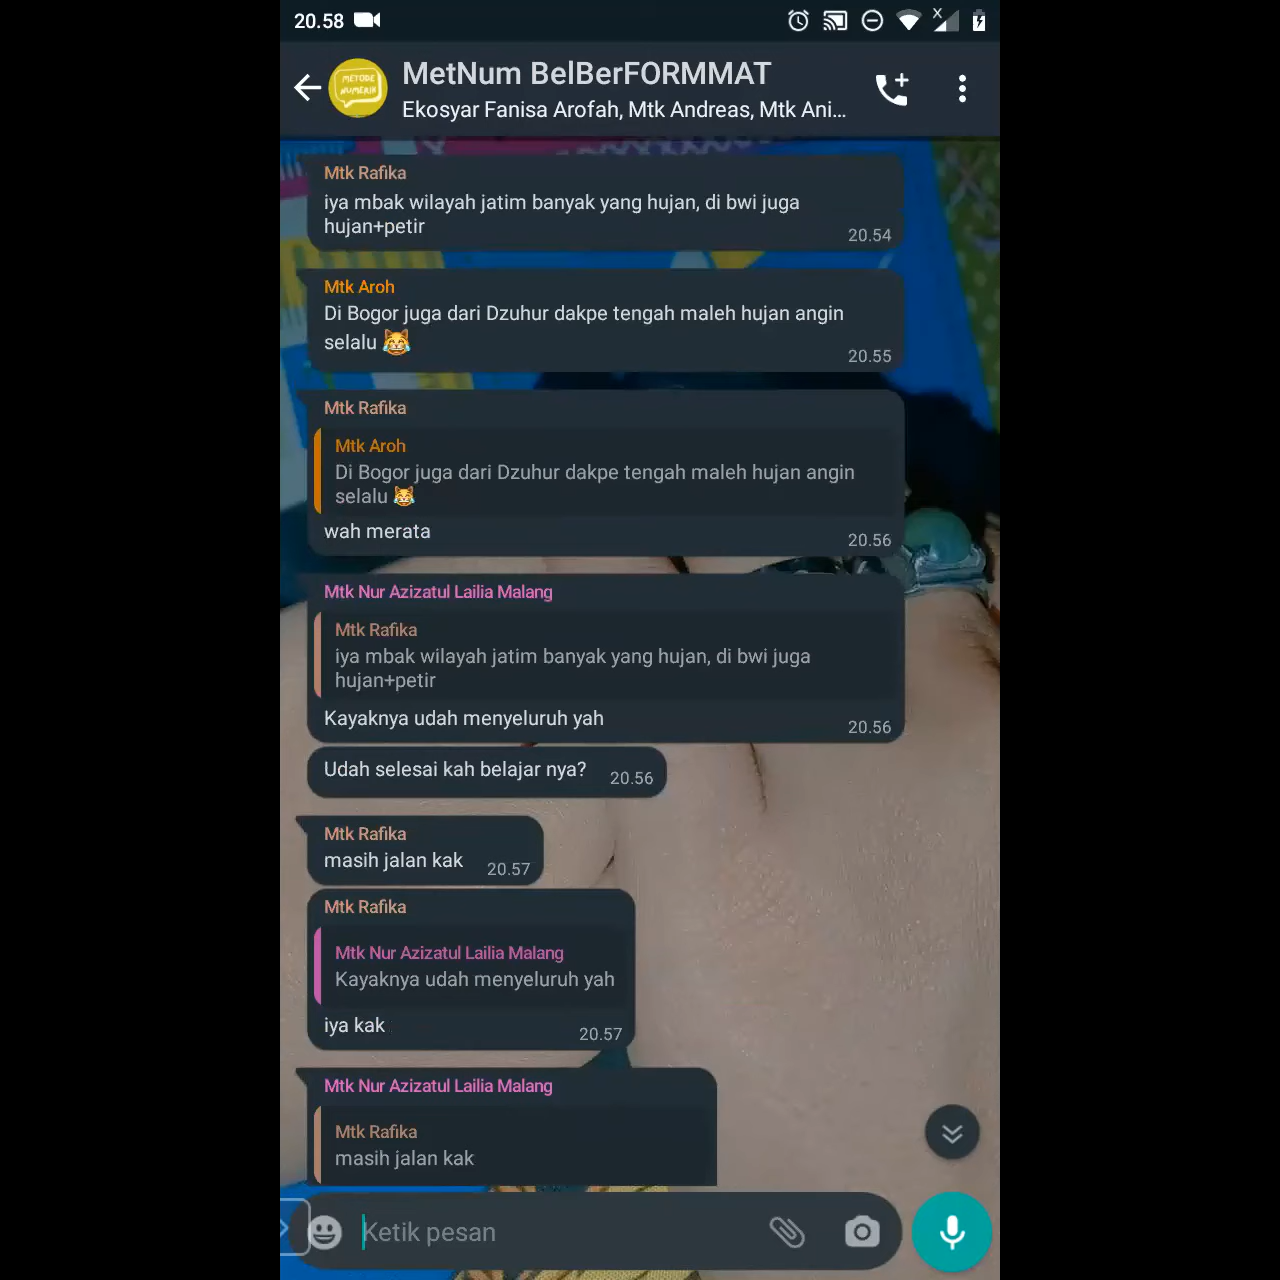 20.58
METODE
NUMERIK
MetNum BelBerFORMMAT
Ekosyar Fanisa Arofah, Mtk Andreas, Mtk Ani...
Mtk Rafika
iya mbak wilayah jatim banyak yang hujan, di bwi juga
hujan+petir
20.54
Mtk Aroh
Di Bogor juga dari Dzuhur dakpe tengah maleh hujan angin
selalu 😹
20.55
Mtk Rafika
Mtk Aroh
Di Bogor juga dari Dzuhur dakpe tengah maleh hujan angin
selalu 😹
wah merata
20.56
Mtk Nur Azizatul Lailia Malang
Mtk Rafika
iya mbak wilayah jatim banyak yang hujan, di bwi juga
hujan+petir
Kayaknya udah menyeluruh yah
20.56
Udah selesai kah belajar nya?
20.56
Mtk Rafika
masih jalan kak
20.57
Mtk Rafika
Mtk Nur Azizatul Lailia Malang
Kayaknya udah menyeluruh yah
iya kak
20.57
Mtk Nur Azizatul Lailia Malang
Mtk Rafika
masih jalan kak
Ketik pesan